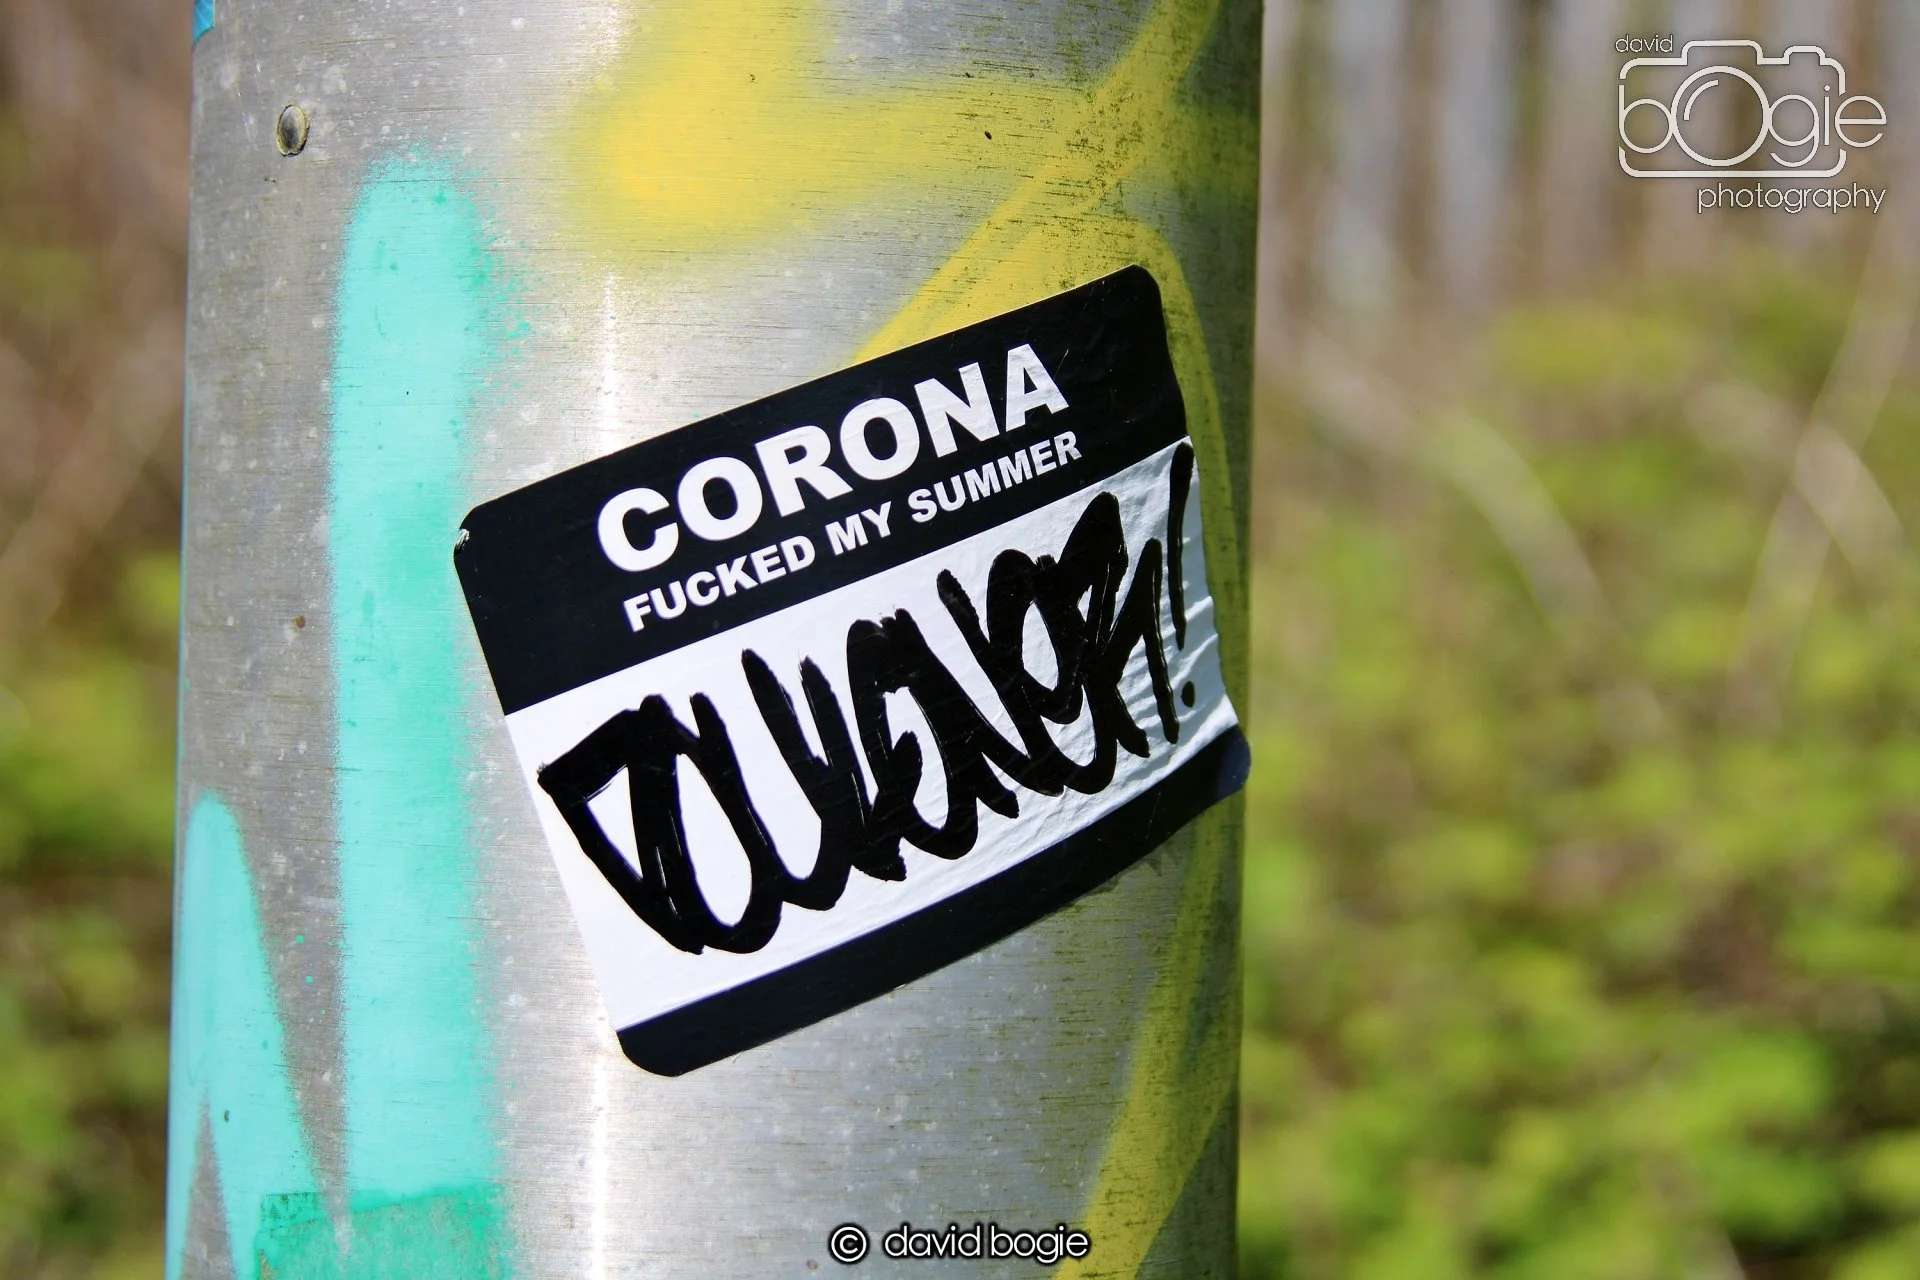 david
bOgie
photography
CORONA
FUCKED MY SUMMER
© david bogie